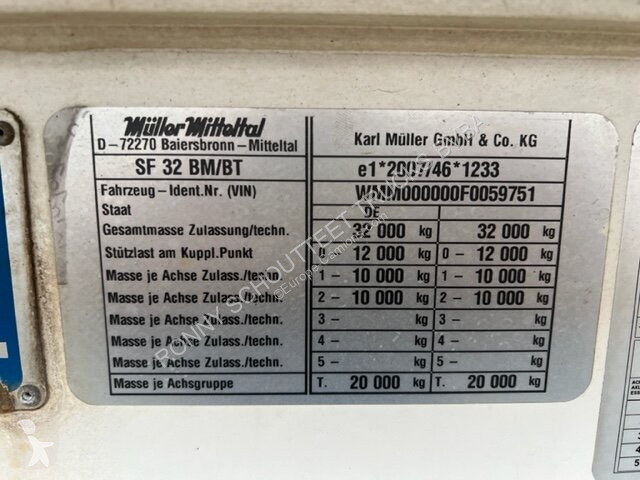 Müller Mitteltal
D – 72270 Baiersbronn – Mitteltal Karl Müller GmbH & Co. KG
SF 32 BM/BT e1*2007/46*1233
Fahrzeug – Ident.Nr. (VIN) WMM000000F0059751
Staat DE
Gesamtmasse Zulassung/techn. 32 000 kg 32 000 kg
Stützlast am Kuppl.Punkt 0– 12 000 kg 0– 12 000 kg
Masse je Achse Zulass./techn. 1– 10 000 kg 1– 10 000 kg
Masse je Achse Zulass./techn. 2– 10 000 kg 2– 10 000 kg
Masse je Achse Zulass./techn. 3– kg 3– kg
Masse je Achse Zulass./techn. 4– kg 4– kg
Masse je Achse Zulass./techn. 5– kg 5– kg
Masse je Achsgruppe T. 20 000 kg T. 20 000 kg
RONNY SCHOUTTEET TRUCKS BVBA
4
5